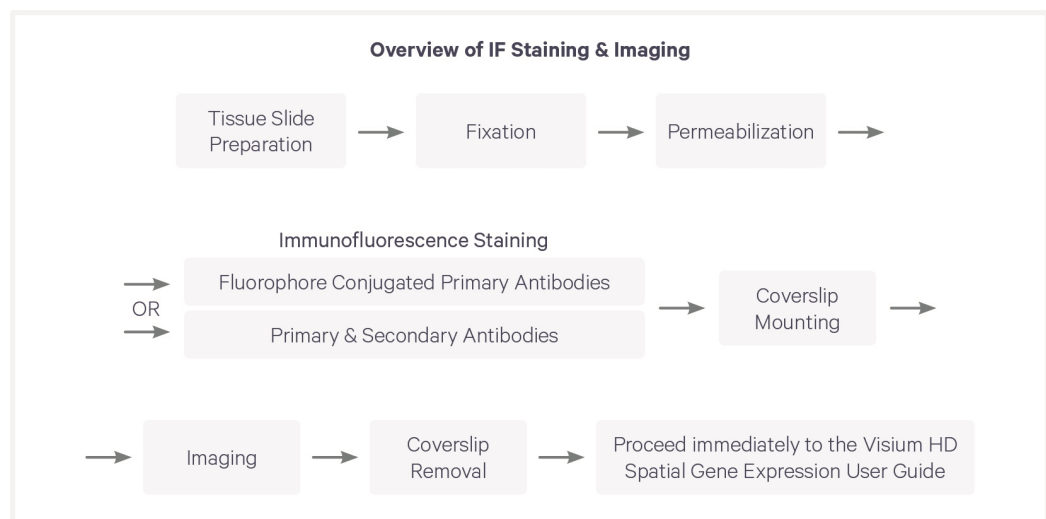 Overview of IF Staining & Imaging
Tissue Slide
Preparation
Fixation
Permeabilization
Immunofluorescence Staining
Fluorophore Conjugated Primary Antibodies
OR
Primary & Secondary Antibodies
Coverslip
Mounting
Imaging
Coverslip
Removal
Proceed immediately to the Visium HD
Spatial Gene Expression User Guide